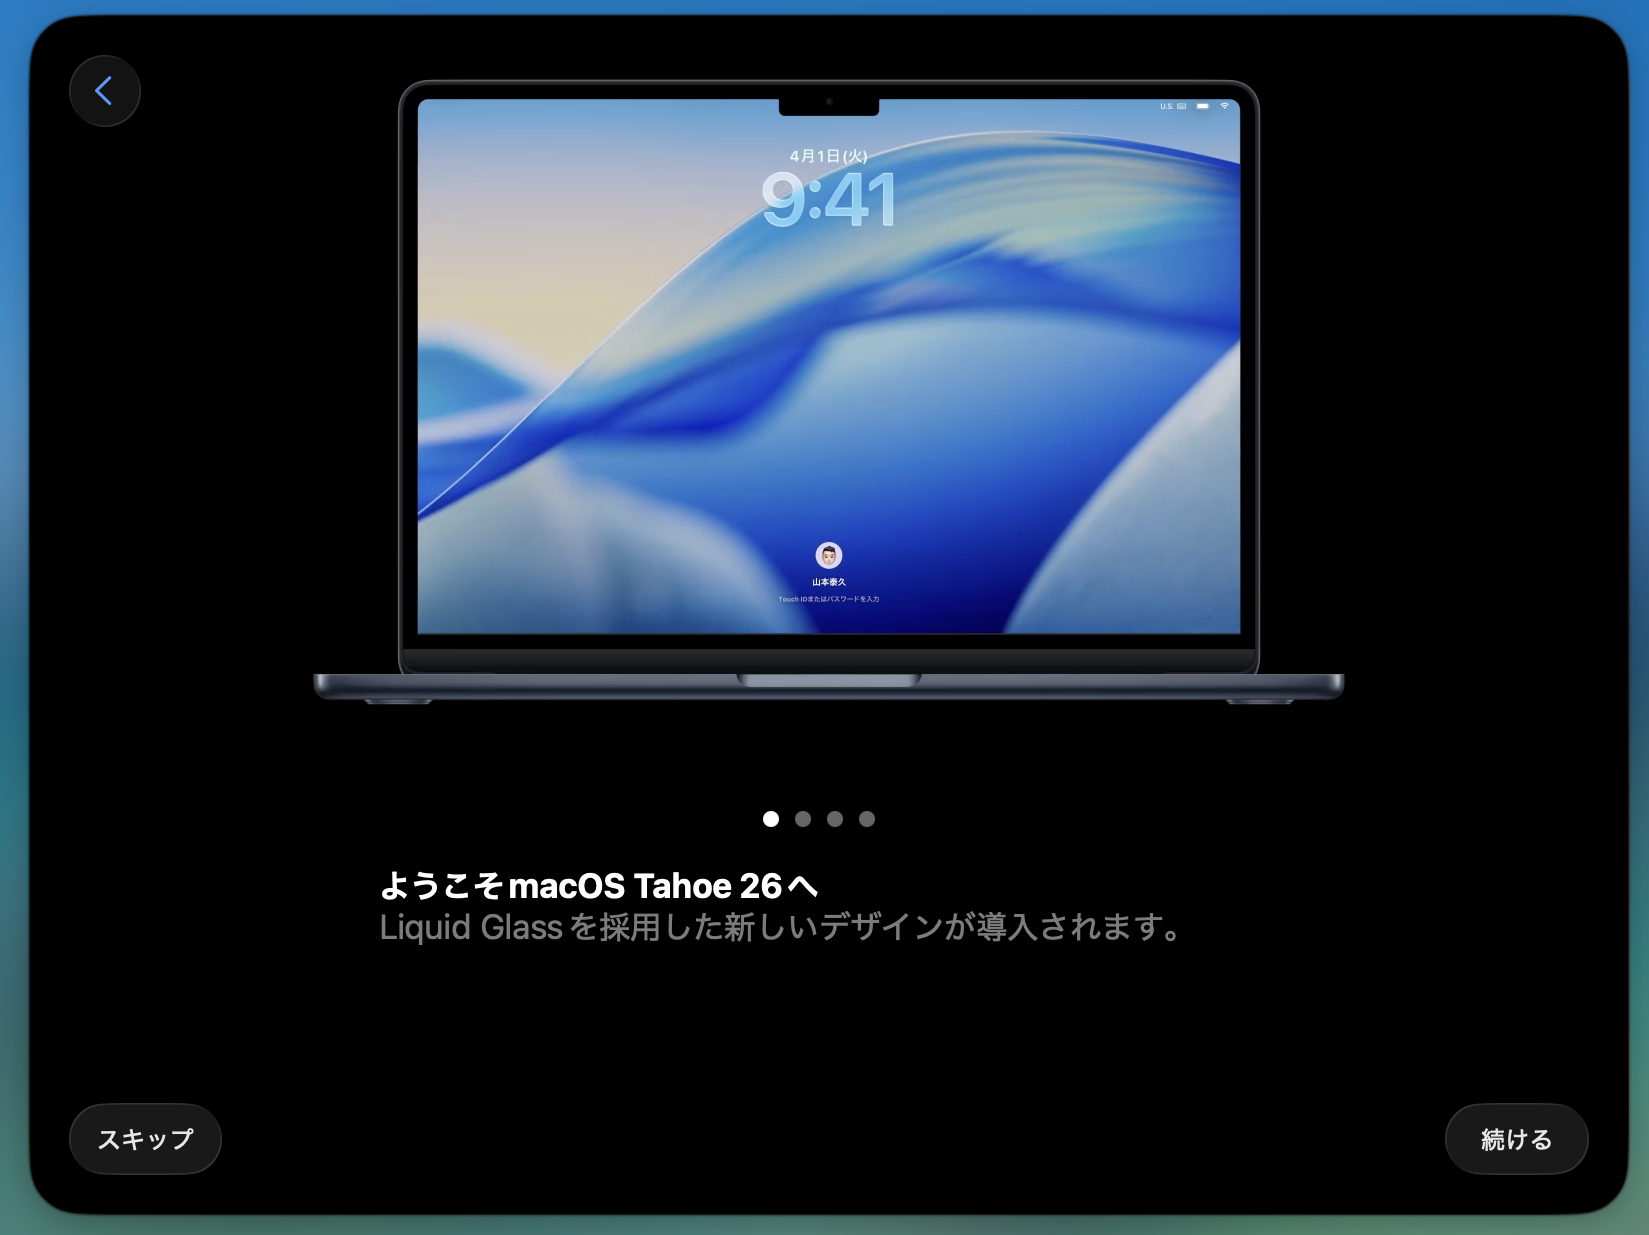 U.S.
4月1日(火)
9:41
山本泰久
Touch IDまたはパスワードを入力
ようこそmacOS Tahoe 26へ
Liquid Glassを採用した新しいデザインが導入されます。
スキップ
続ける